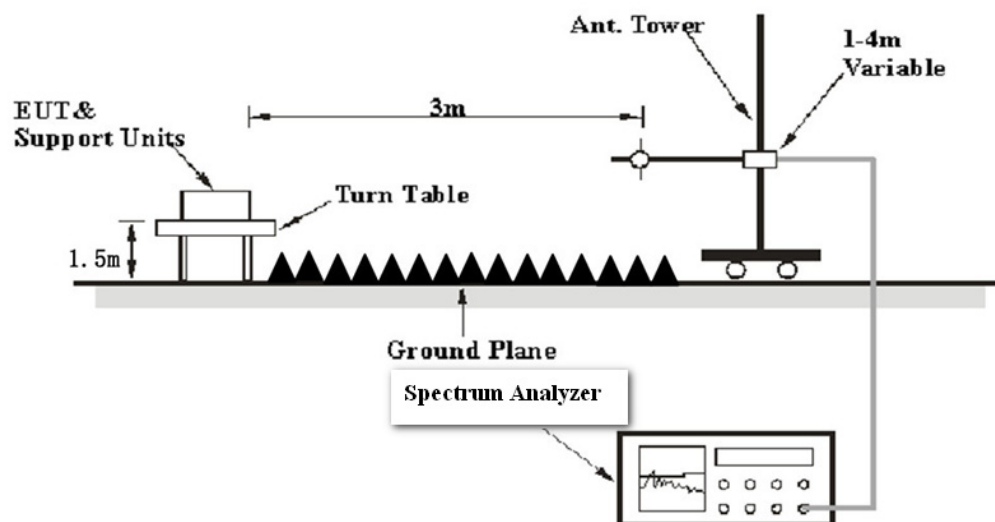 Ant. Tower
1-4m
Variable
3m
EUT&
Support Units
Turn Table
1.5m
Ground Plane
Spectrum Analyzer